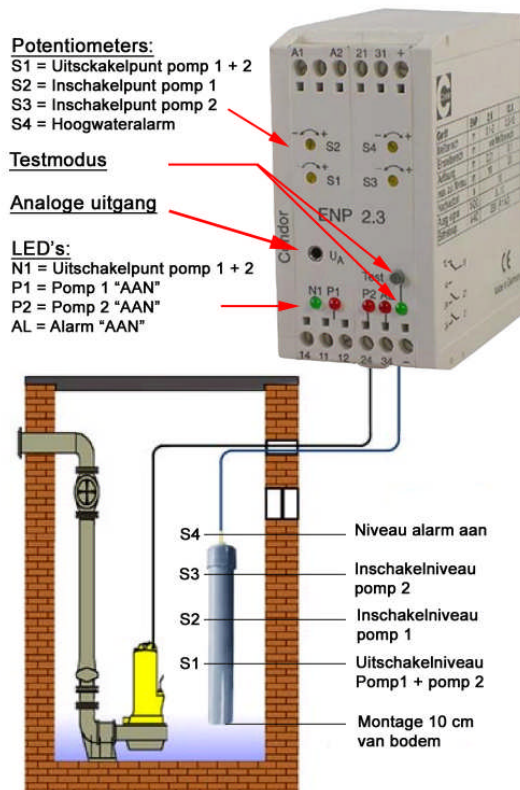 Potentiometers:
S1 = Uitsckakelpunt pomp 1 + 2
S2 = Inschakelpunt pomp 1
S3 = Inschakelpunt pomp 2
S4 = Hoogwateralarm
Testmodus
Analoge uitgang
LED's:
N1 = Uitschakelpunt pomp 1 + 2
P1 = Pomp 1 “AAN”
P2 = Pomp 2 “AAN”
AL = Alarm “AAN”
A1 A2 21 31 +
- + S2 S4 - +
- + S1 S3 - +
Condor
ENP 2.3
UA
Test
N1 P1 P2
14 11 12 24 34 -
S4 Niveau alarm aan
S3 Inschakelniveau
pomp 2
S2 Inschakelniveau
pomp 1
S1 Uitschakelniveau
Pomp1 + pomp 2
Montage 10 cm
van bodem